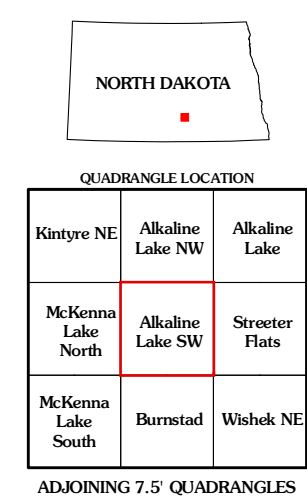 NORTH DAKOTA
QUADRANGLE LOCATION
Kintyre NE
Alkaline
Lake NW
Alkaline
Lake
McKenna
Lake
North
Alkaline
Lake SW
Streeter
Flats
McKenna
Lake
South
Burnstad
Wishek NE
ADJOINING 7.5' QUADRANGLES